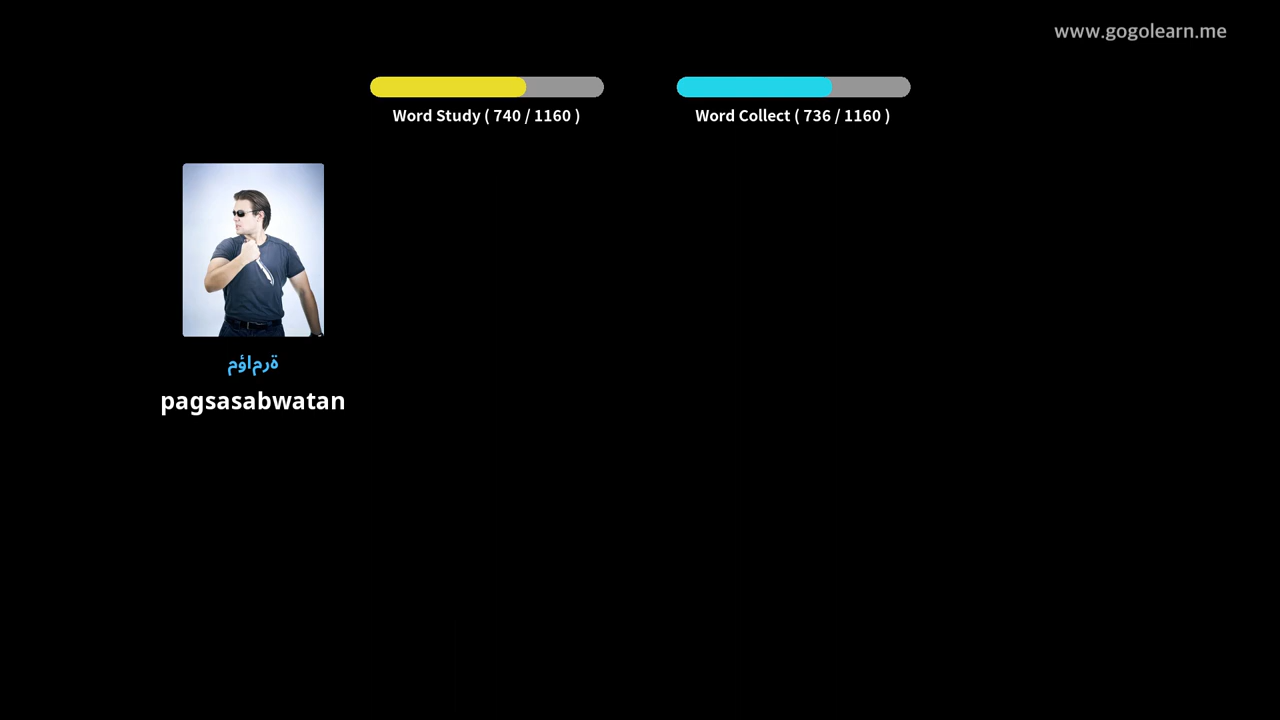 www.gogolearn.me
Word Study ( 740 / 1160 )
Word Collect ( 736 / 1160 )
مؤامرة
pagsasabwatan